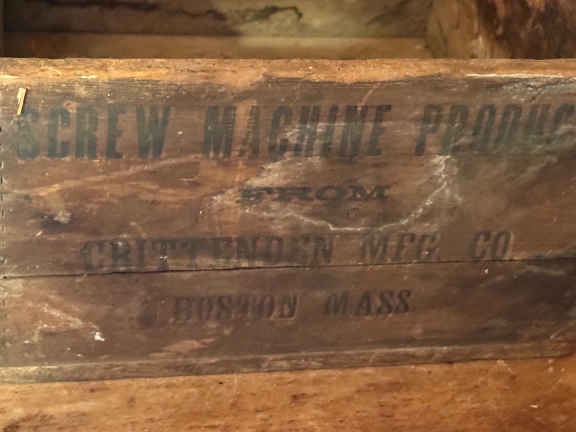 SCREW MACHINE PRODUC
FROM
CRITTENDEN MFG. CO.
BOSTON MASS